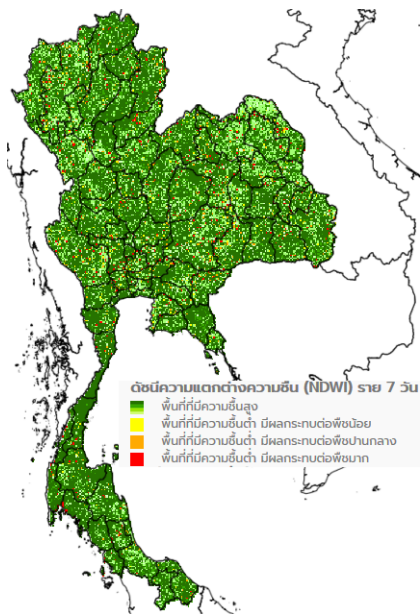 ดัชนีความแตกต่างความชื้น (NDWI) ราย 7 วัน
พื้นที่ที่มีความชื้นสูง
พื้นที่ที่มีความชื้นต่ำ มีผลกระทบต่อพืชน้อย
พื้นที่ที่มีความชื้นต่ำ มีผลกระทบต่อพืชปานกลาง
พื้นที่ที่มีความชื้นต่ำ มีผลกระทบต่อพืชมาก